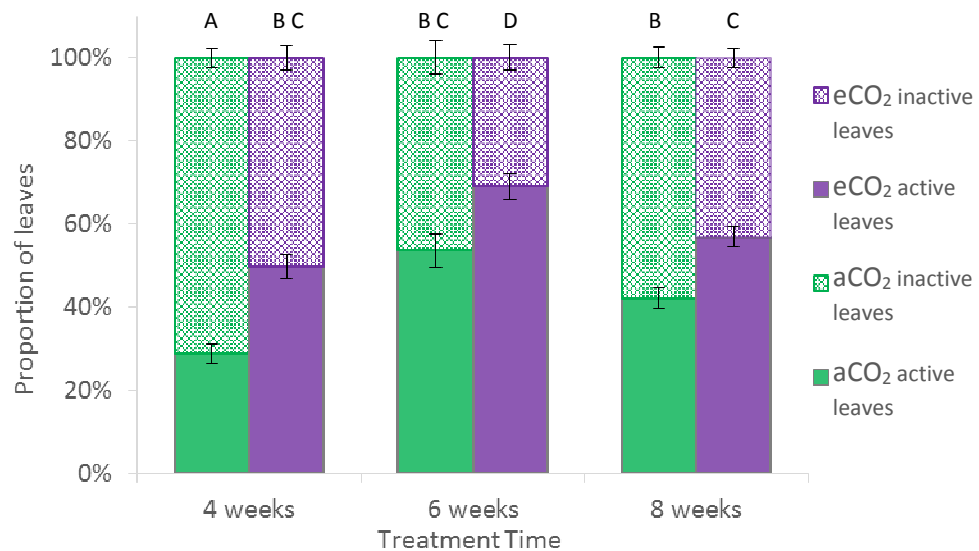 A B C B C D B C
100%
80%
60%
40%
20%
0%
Proportion of leaves
4 weeks 6 weeks 8 weeks
Treatment Time
eCO₂ inactive
leaves
eCO₂ active
leaves
aCO₂ inactive
leaves
aCO₂ active
leaves